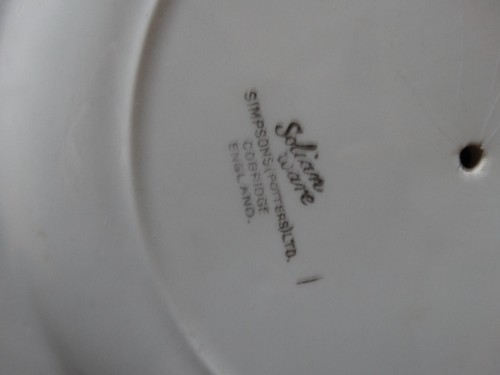 Solian
ware
SIMPSONS (POTTERS) LTD.
COBRIDGE
ENGLAND.